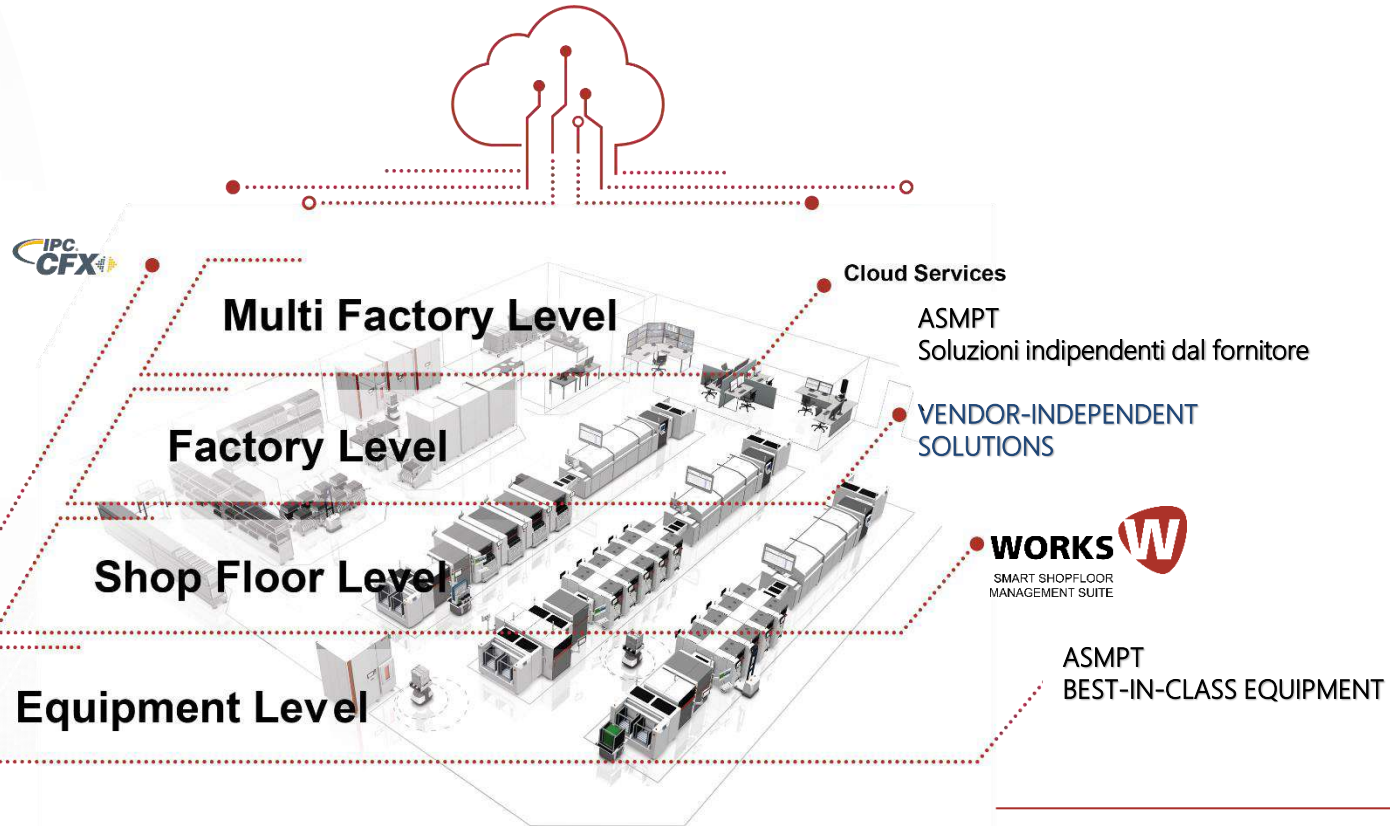 IPC
CFX
Multi Factory Level
Cloud Services
ASMPT
Soluzioni indipendenti dal fornitore
Factory Level
VENDOR-INDEPENDENT
SOLUTIONS
Shop Floor Level
WORKS W
SMART SHOPFLOOR
MANAGEMENT SUITE
Equipment Level
ASMPT
BEST-IN-CLASS EQUIPMENT